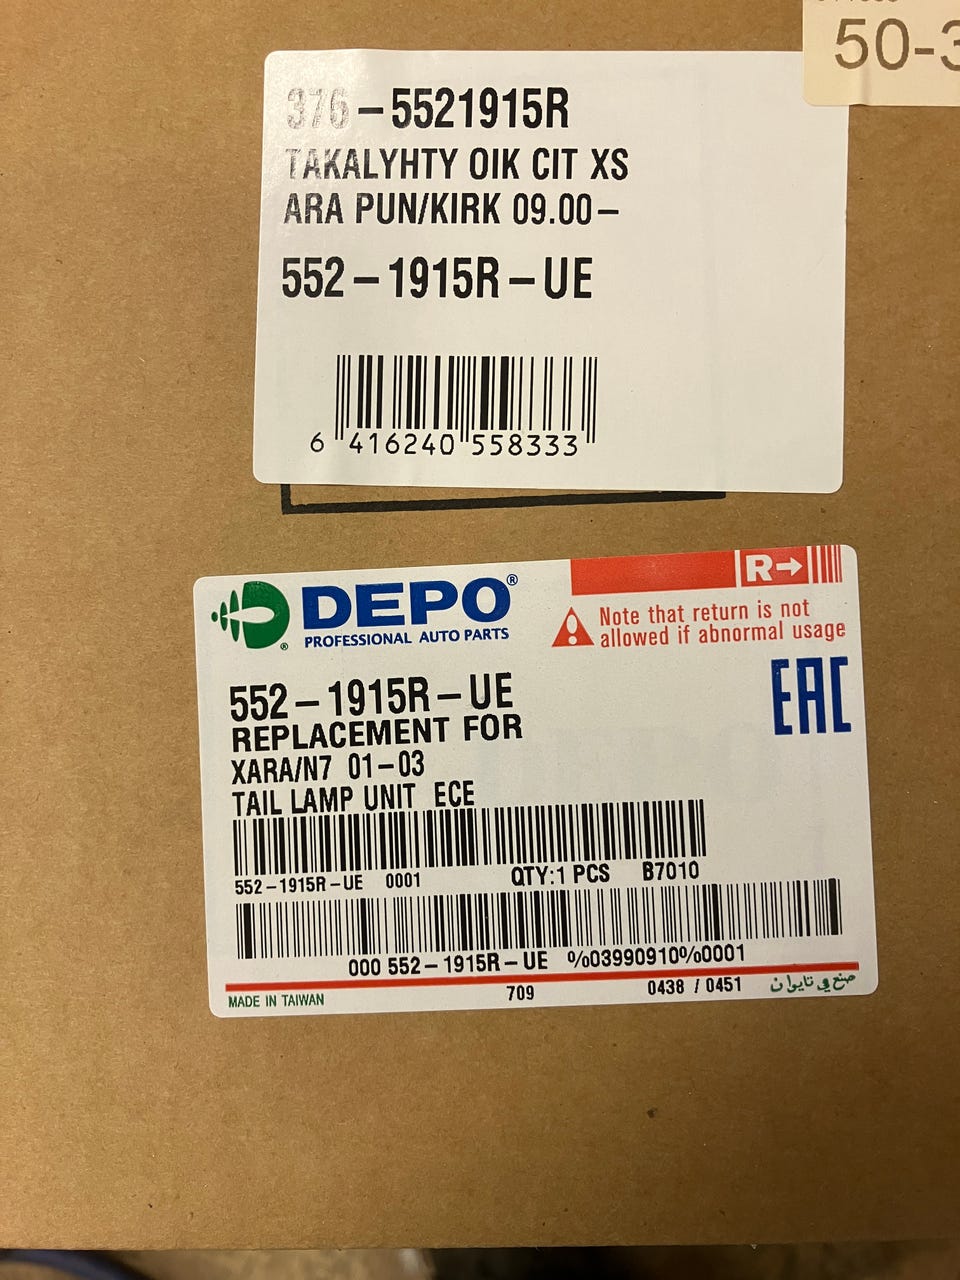 50-3
376-5521915R
TAKALYHTY OIK CIT XS
ARA PUN/KIRK 09.00-
552-1915R-UE
6 416240 558333
DEPO®
PROFESSIONAL AUTO PARTS
®
R→
Note that return is not
allowed if abnormal usage
EAC
552-1915R-UE
REPLACEMENT FOR
XARA/N7 01-03
TAIL LAMP UNIT ECE
552-1915R-UE 0001 QTY:1 PCS B7010
000 552-1915R-UE %03990910%0001
MADE IN TAIWAN 709 0438 / 0451 صنع في تايوان